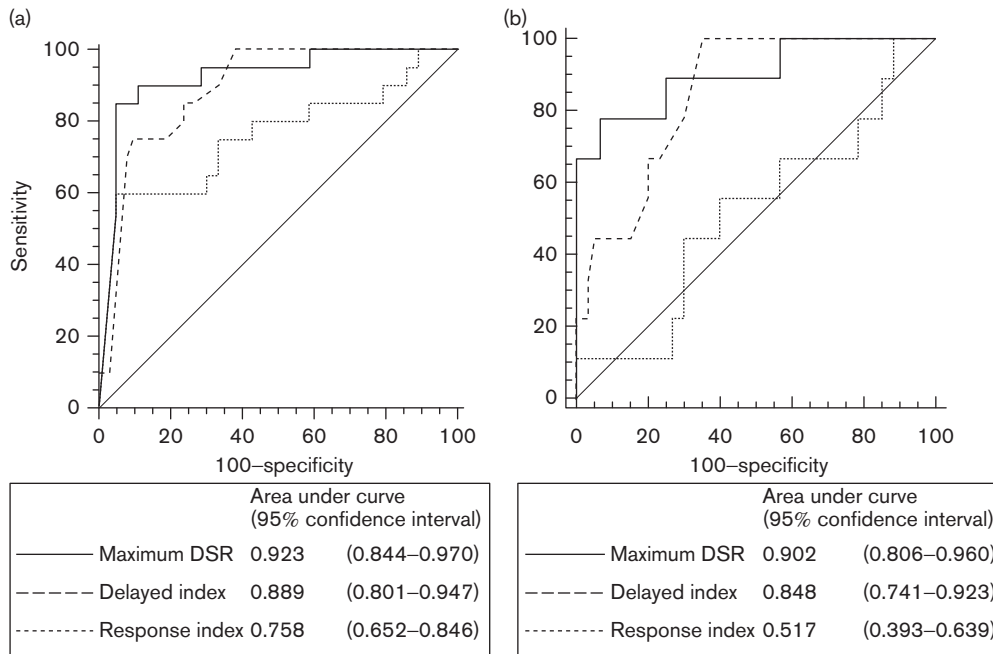 (a)
100
80
60
40
20
0
Sensitivity
0 20 40 60 80 100
100–specificity
Area under curve
(95% confidence interval)
Maximum DSR 0.923 (0.844–0.970)
Delayed index 0.889 (0.801–0.947)
Response index 0.758 (0.652–0.846)
(b)
100
80
60
40
20
0
0 20 40 60 80 100
100–specificity
Area under curve
(95% confidence interval)
Maximum DSR 0.902 (0.806–0.960)
Delayed index 0.848 (0.741–0.923)
Response index 0.517 (0.393–0.639)